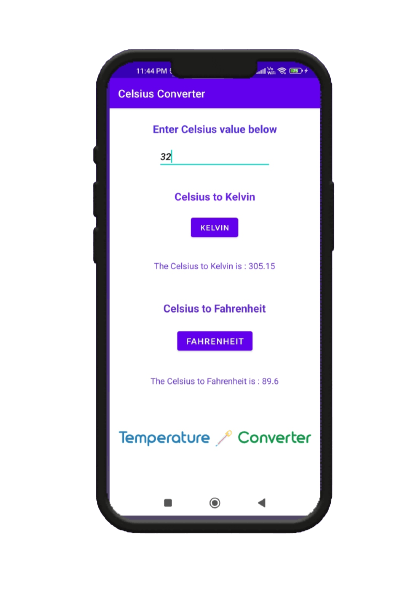 11:44 PM
Celsius Converter
Enter Celsius value below
32
Celsius to Kelvin
KELVIN
The Celsius to Kelvin is : 305.15
Celsius to Fahrenheit
FAHRENHEIT
The Celsius to Fahrenheit is : 89.6
Temperature Converter